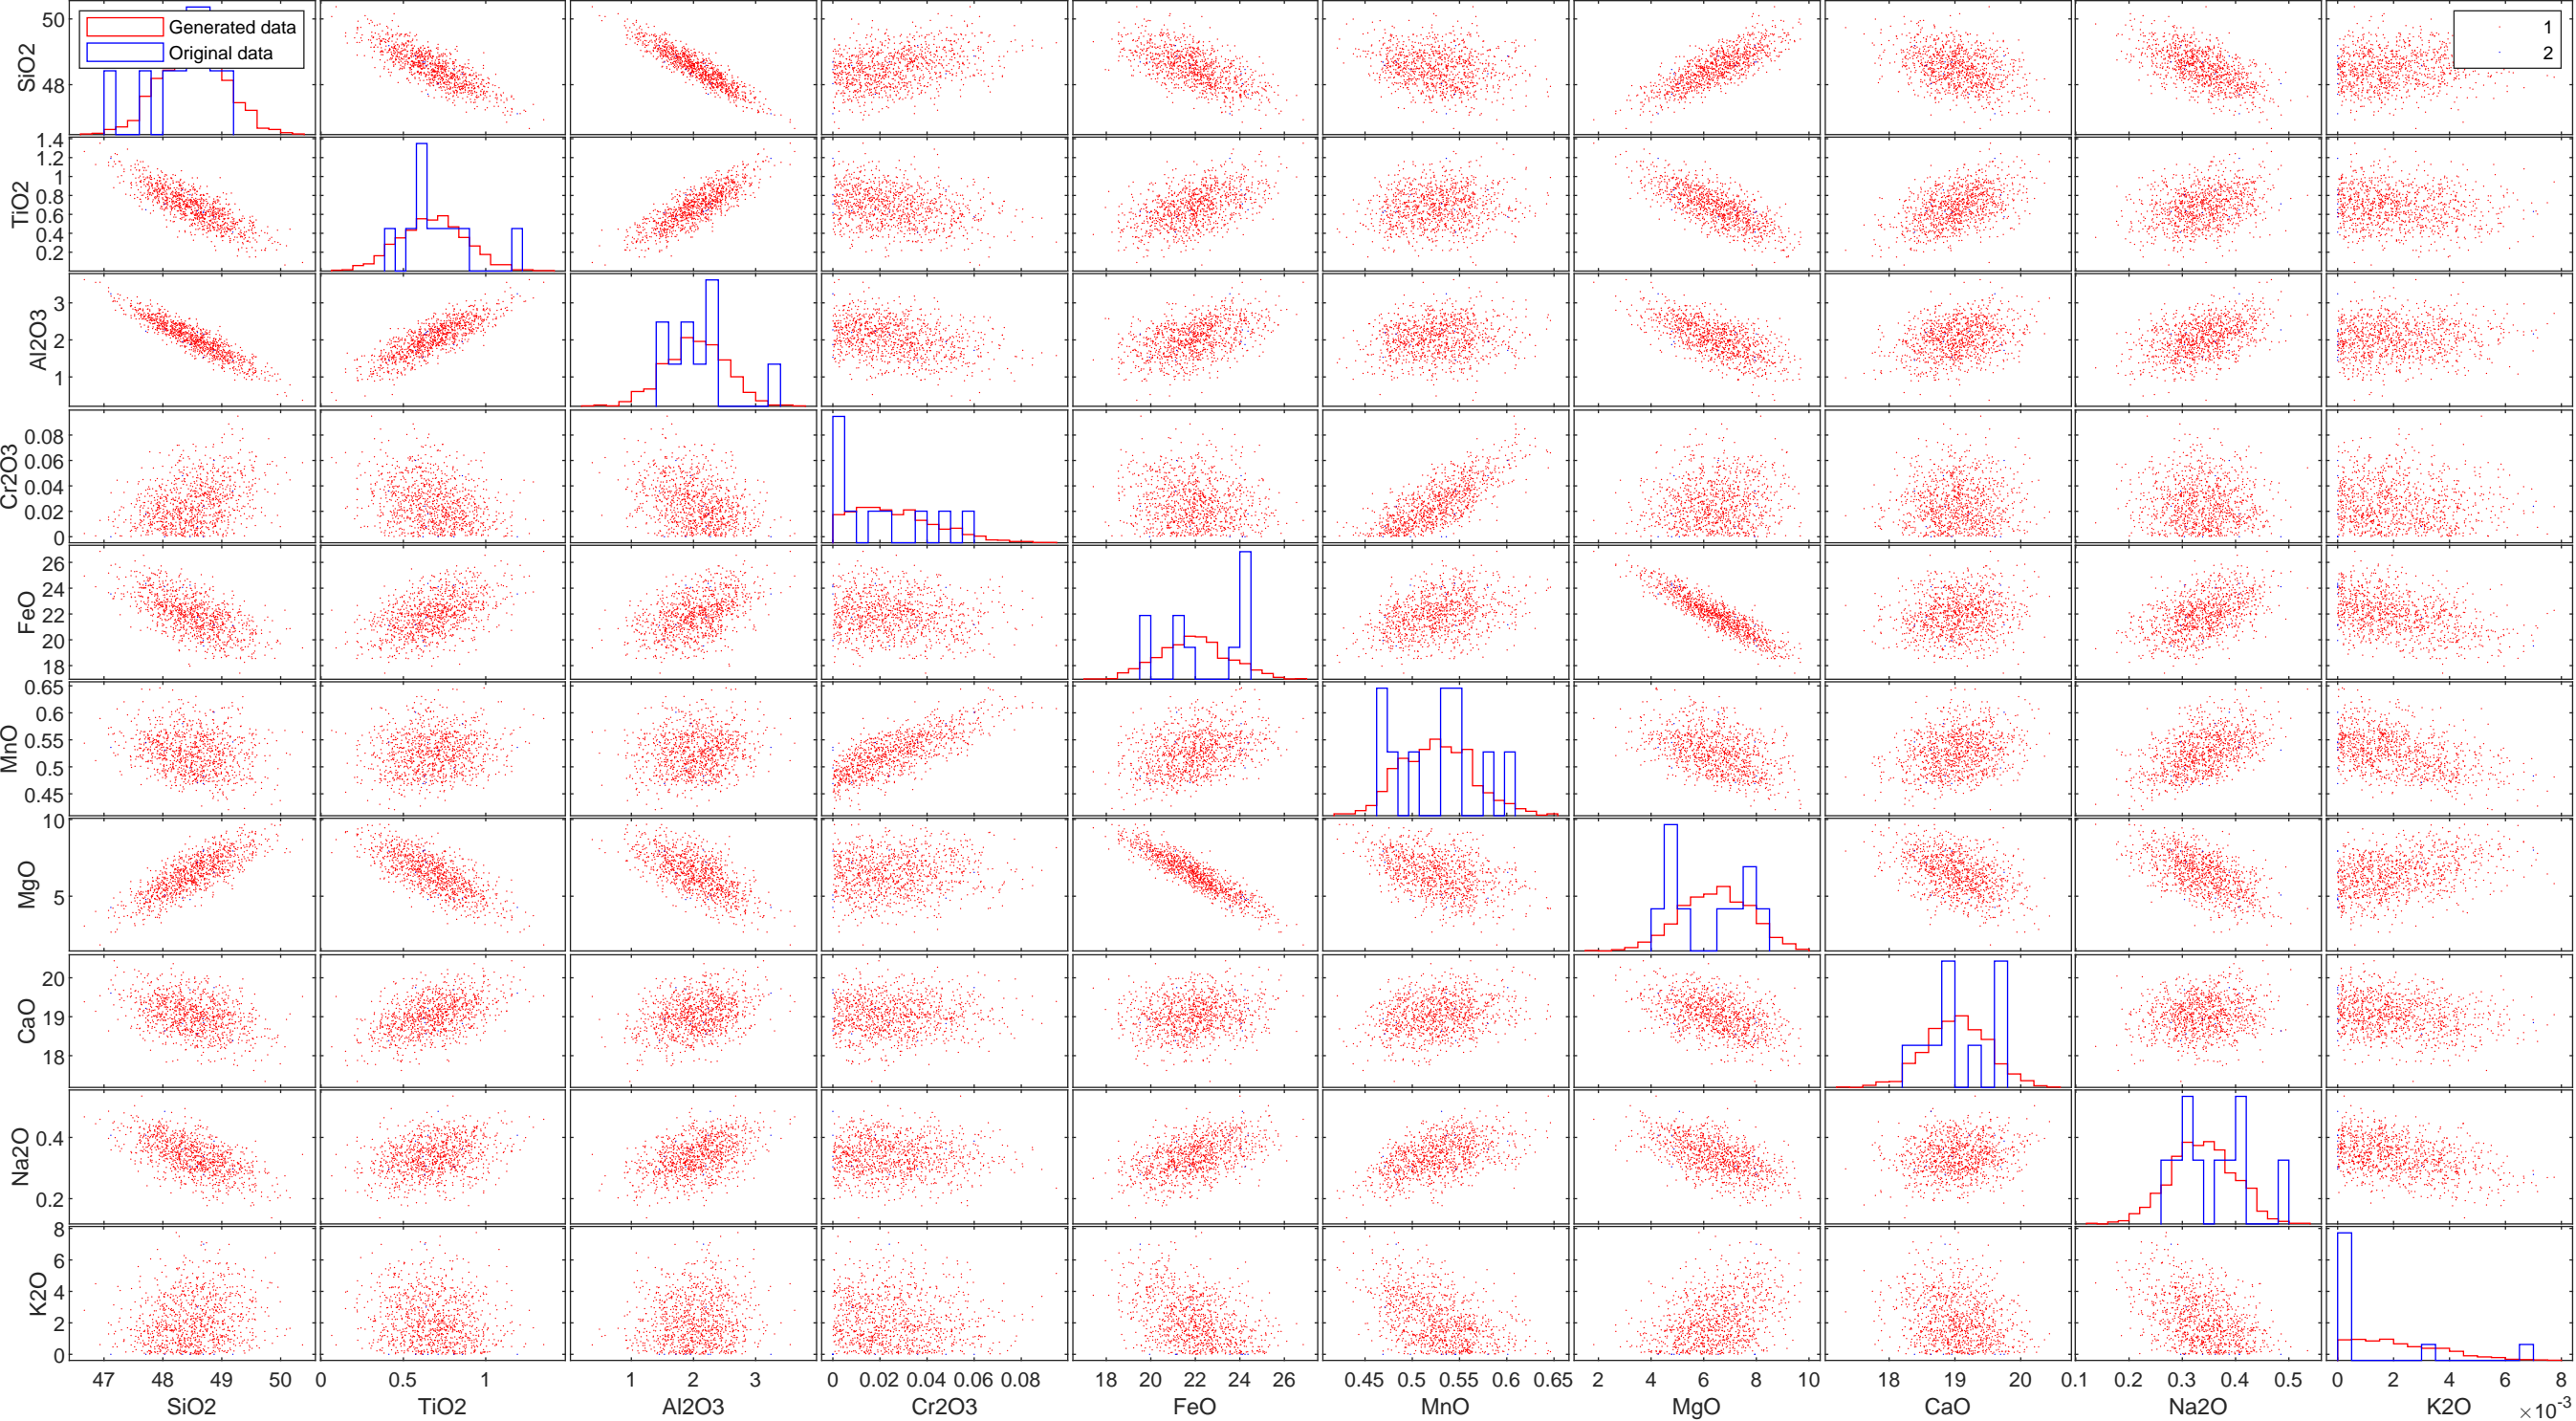 Generated data
Original data
1
2
SiO2
50
48
TiO2
1.4
1.2
1
0.8
0.6
0.4
0.2
Al2O3
3
2
1
Cr2O3
0.08
0.06
0.04
0.02
0
FeO
26
24
22
20
18
MnO
0.65
0.6
0.55
0.5
0.45
MgO
10
5
CaO
20
19
18
Na2O
0.4
0.2
K2O
8
6
4
2
0
47 48 49 50 0 0.5 1 1 2 3 0 0.02 0.04 0.06 0.08 18 20 22 24 26 0.45 0.5 0.55 0.6 0.65 2 4 6 8 10 18 19 20 0.1 0.2 0.3 0.4 0.5 0 2 4 6 8
SiO2 TiO2 Al2O3 Cr2O3 FeO MnO MgO CaO Na2O K2O ×10⁻³